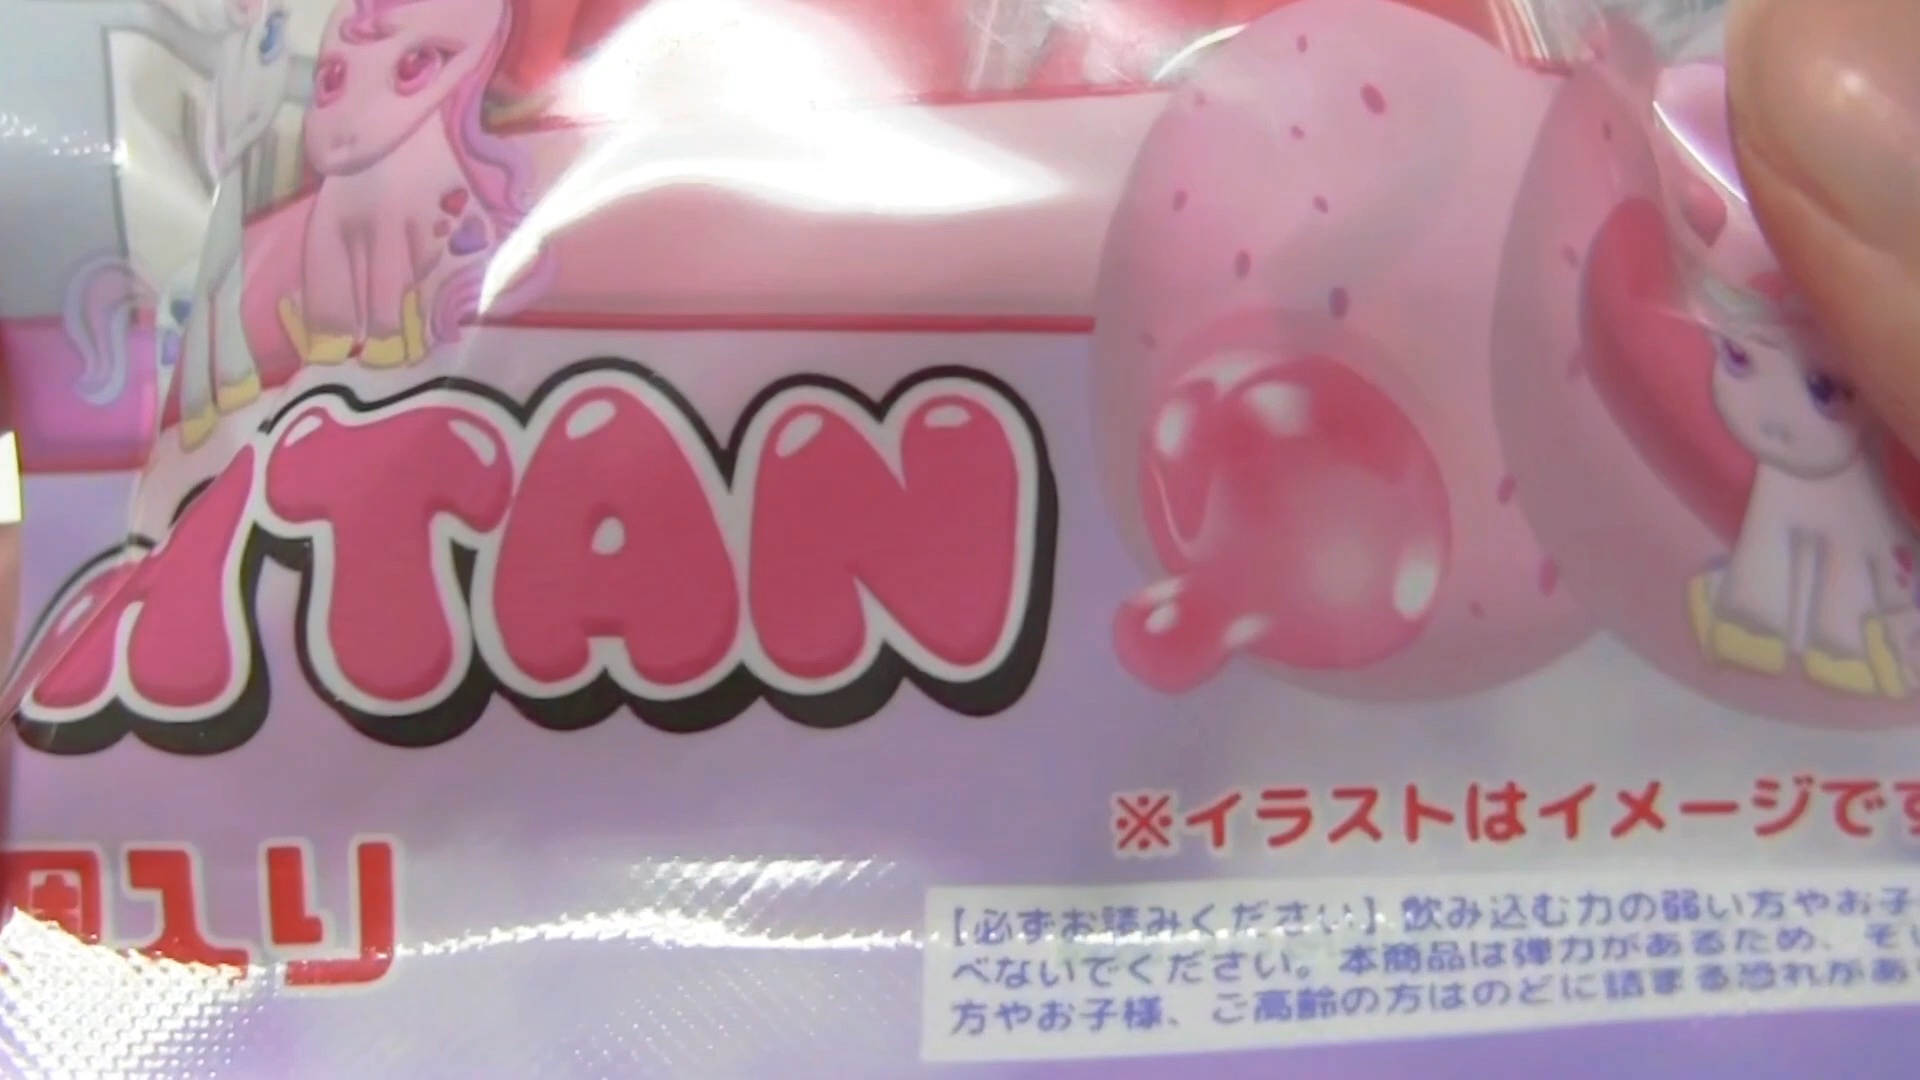 TAN
個入り
※イラストはイメージです
【必ずお読みください】飲み込む力の弱い方やお子
べないでください。本商品は弾力があるため、そ
方やお子様、ご高齢の方はのどに詰まる恐れがあ